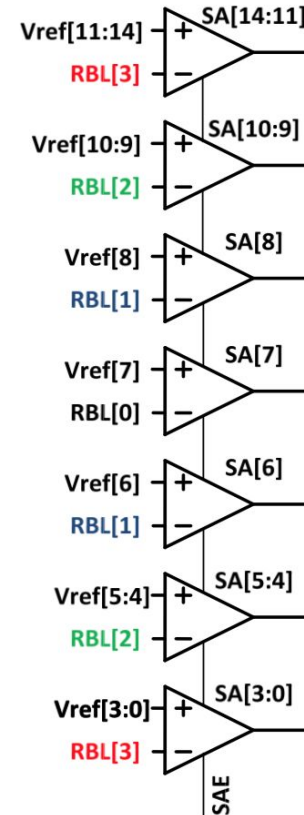 SA[14:11]
Vref[11:14] +
RBL[3] −
SA[10:9]
Vref[10:9] +
RBL[2] −
SA[8]
Vref[8] +
RBL[1] −
SA[7]
Vref[7] +
RBL[0] −
SA[6]
Vref[6] +
RBL[1] −
SA[5:4]
Vref[5:4] +
RBL[2] −
SA[3:0]
Vref[3:0] +
RBL[3] −
SAE